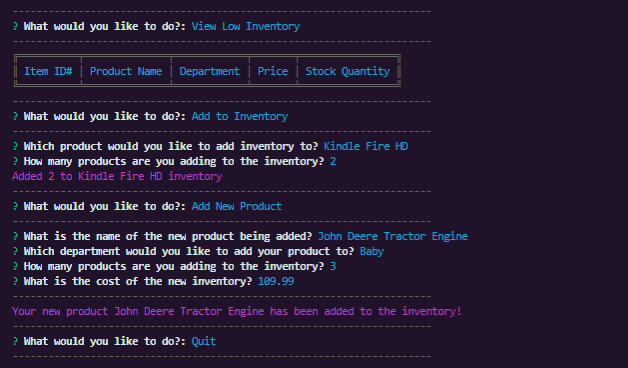 ? What would you like to do?: View Low Inventory
Item ID# | Product Name | Department | Price | Stock Quantity
? What would you like to do?: Add to Inventory
? Which product would you like to add inventory to? Kindle Fire HD
? How many products are you adding to the inventory? 2
Added 2 to Kindle Fire HD inventory
? What would you like to do?: Add New Product
? What is the name of the new product being added? John Deere Tractor Engine
? Which department would you like to add your product to? Baby
? How many products are you adding to the inventory? 3
? What is the cost of the new inventory? 109.99
Your new product John Deere Tractor Engine has been added to the inventory!
? What would you like to do?: Quit